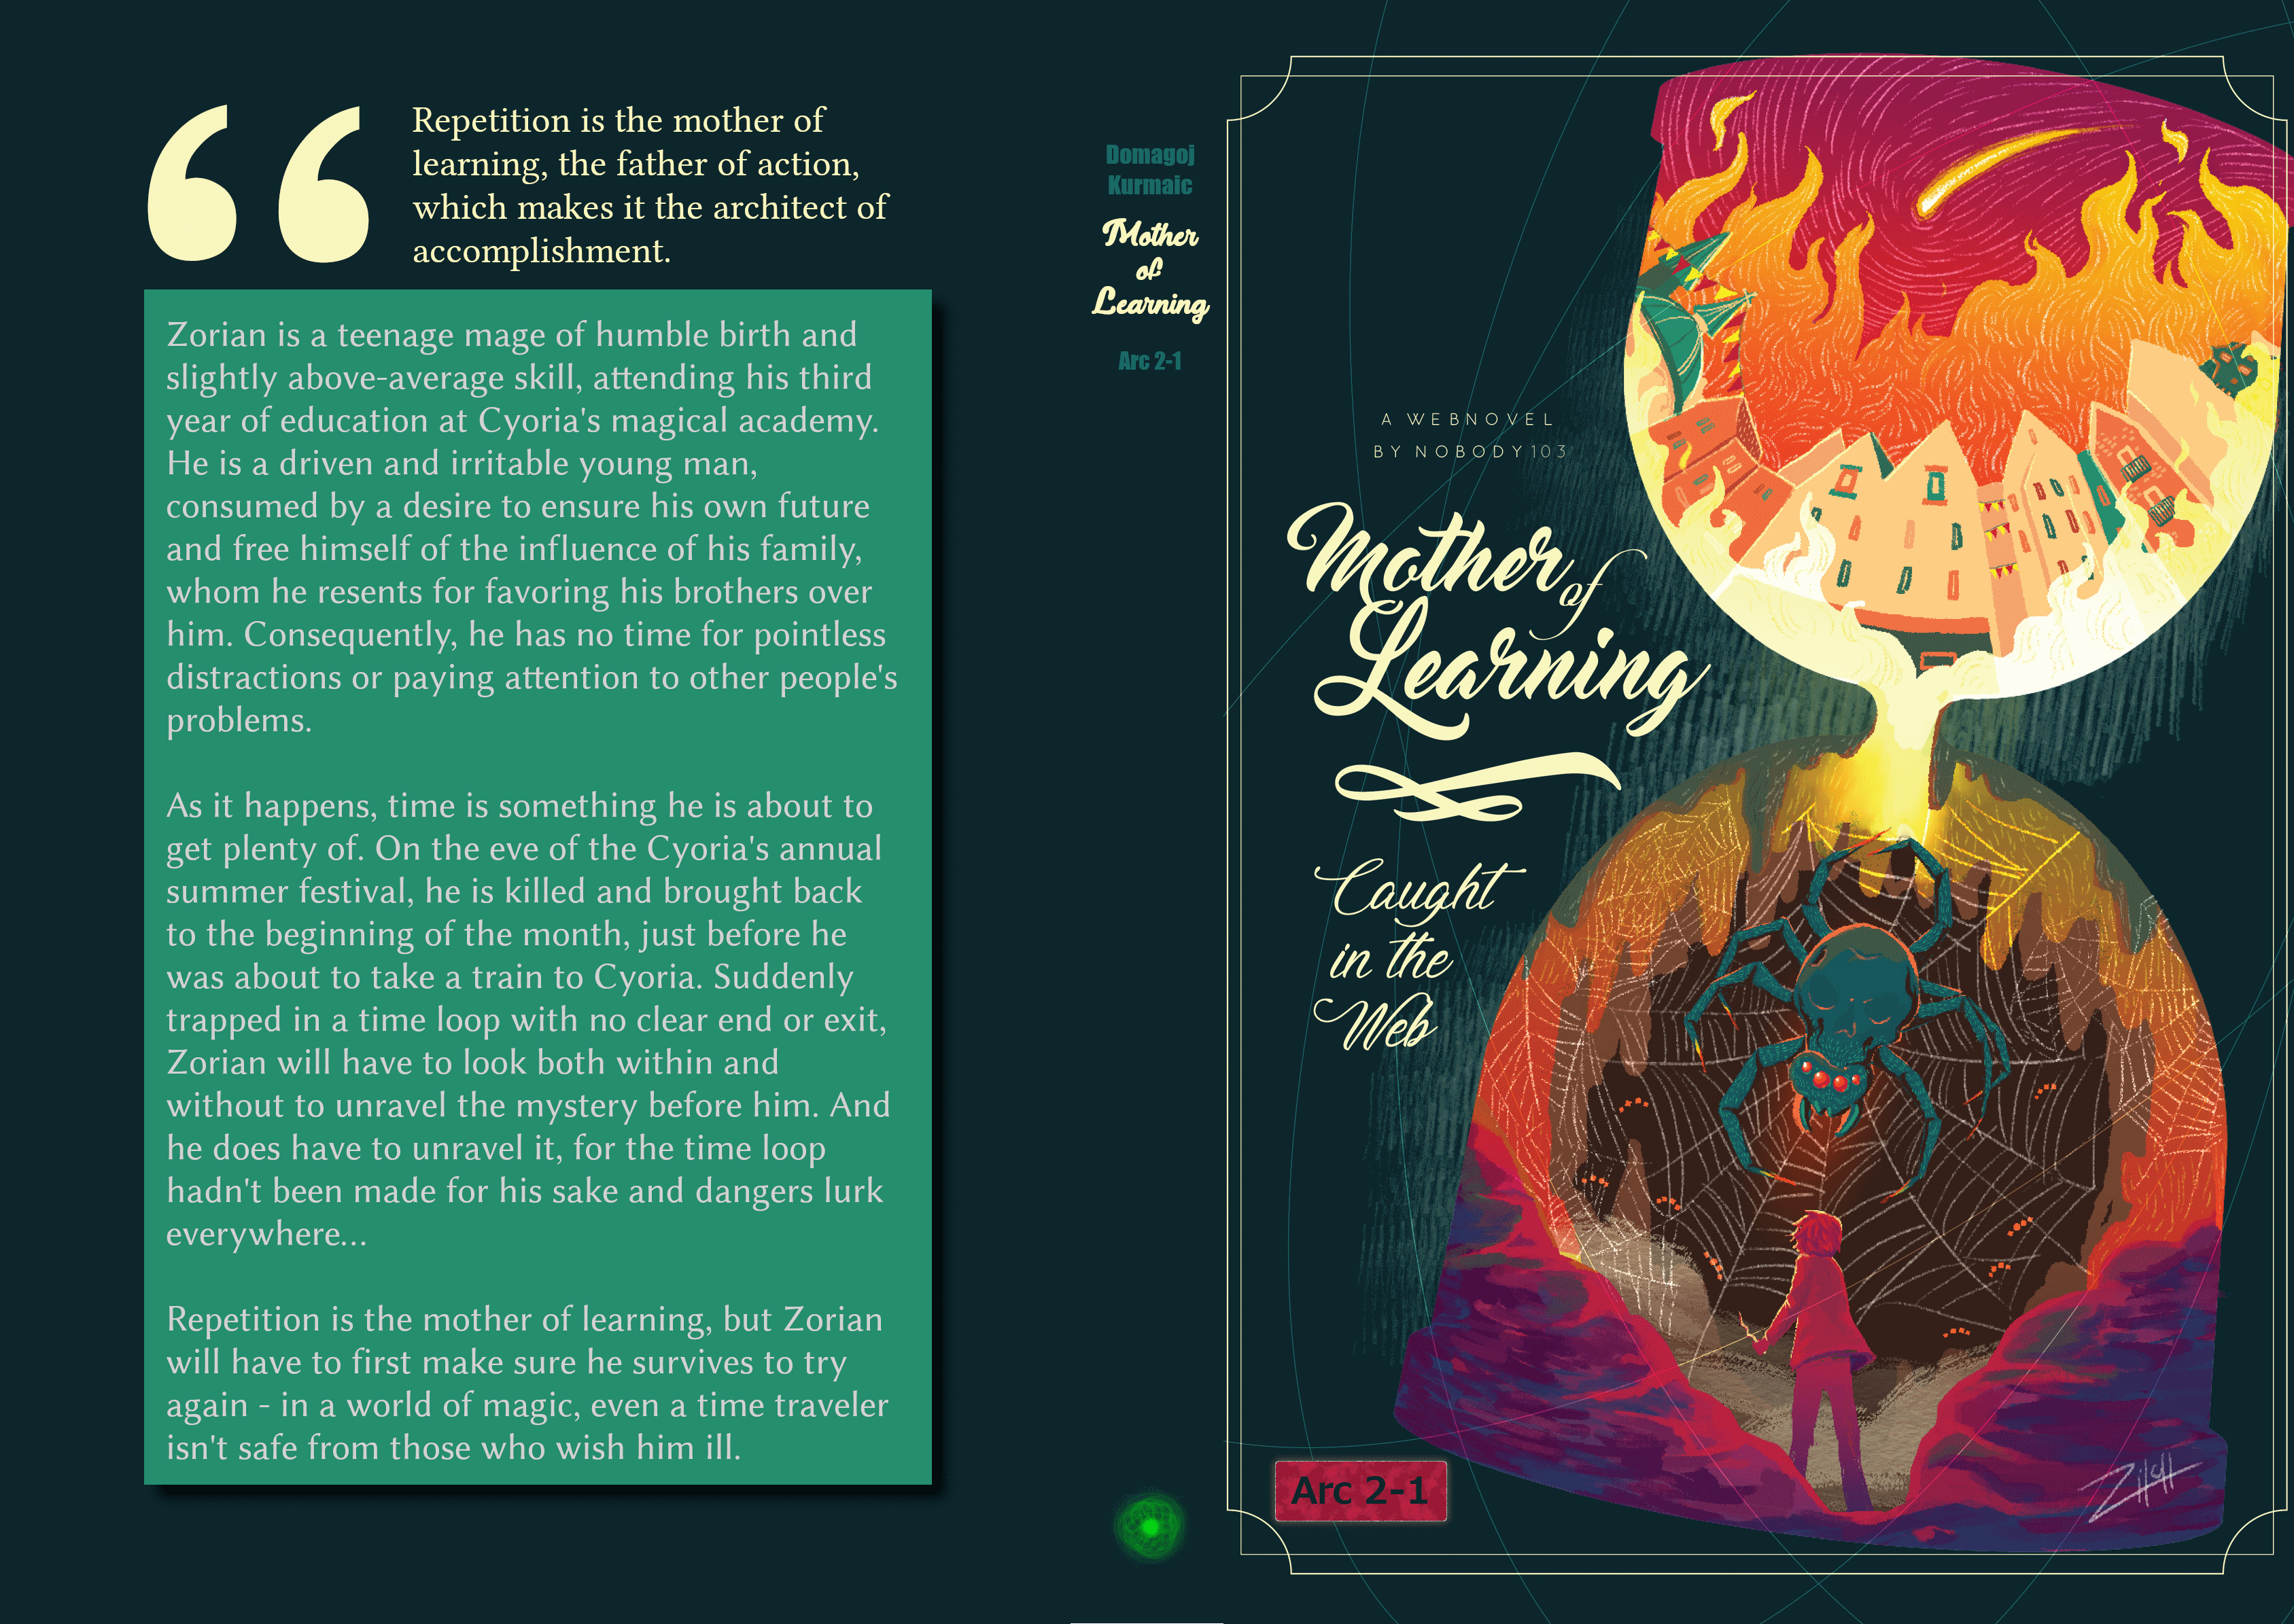 Repetition is the mother of
learning, the father of action,
which makes it the architect of
accomplishment.
Zorian is a teenage mage of humble birth and
slightly above-average skill, attending his third
year of education at Cyoria's magical academy.
He is a driven and irritable young man,
consumed by a desire to ensure his own future
and free himself of the influence of his family,
whom he resents for favoring his brothers over
him. Consequently, he has no time for pointless
distractions or paying attention to other people's
problems.
As it happens, time is something he is about to
get plenty of. On the eve of the Cyoria's annual
summer festival, he is killed and brought back
to the beginning of the month, just before he
was about to take a train to Cyoria. Suddenly
trapped in a time loop with no clear end or exit,
Zorian will have to look both within and
without to unravel the mystery before him. And
he does have to unravel it, for the time loop
hadn't been made for his sake and dangers lurk
everywhere...
Repetition is the mother of learning, but Zorian
will have to first make sure he survives to try
again - in a world of magic, even a time traveler
isn't safe from those who wish him ill.
Domagoj
Kurmaic
Mother
of
Learning
Arc 2-1
A WEBNOVEL
BY NOBODY103
Mother of
Learning
Caught
in the
Web
Arc 2-1